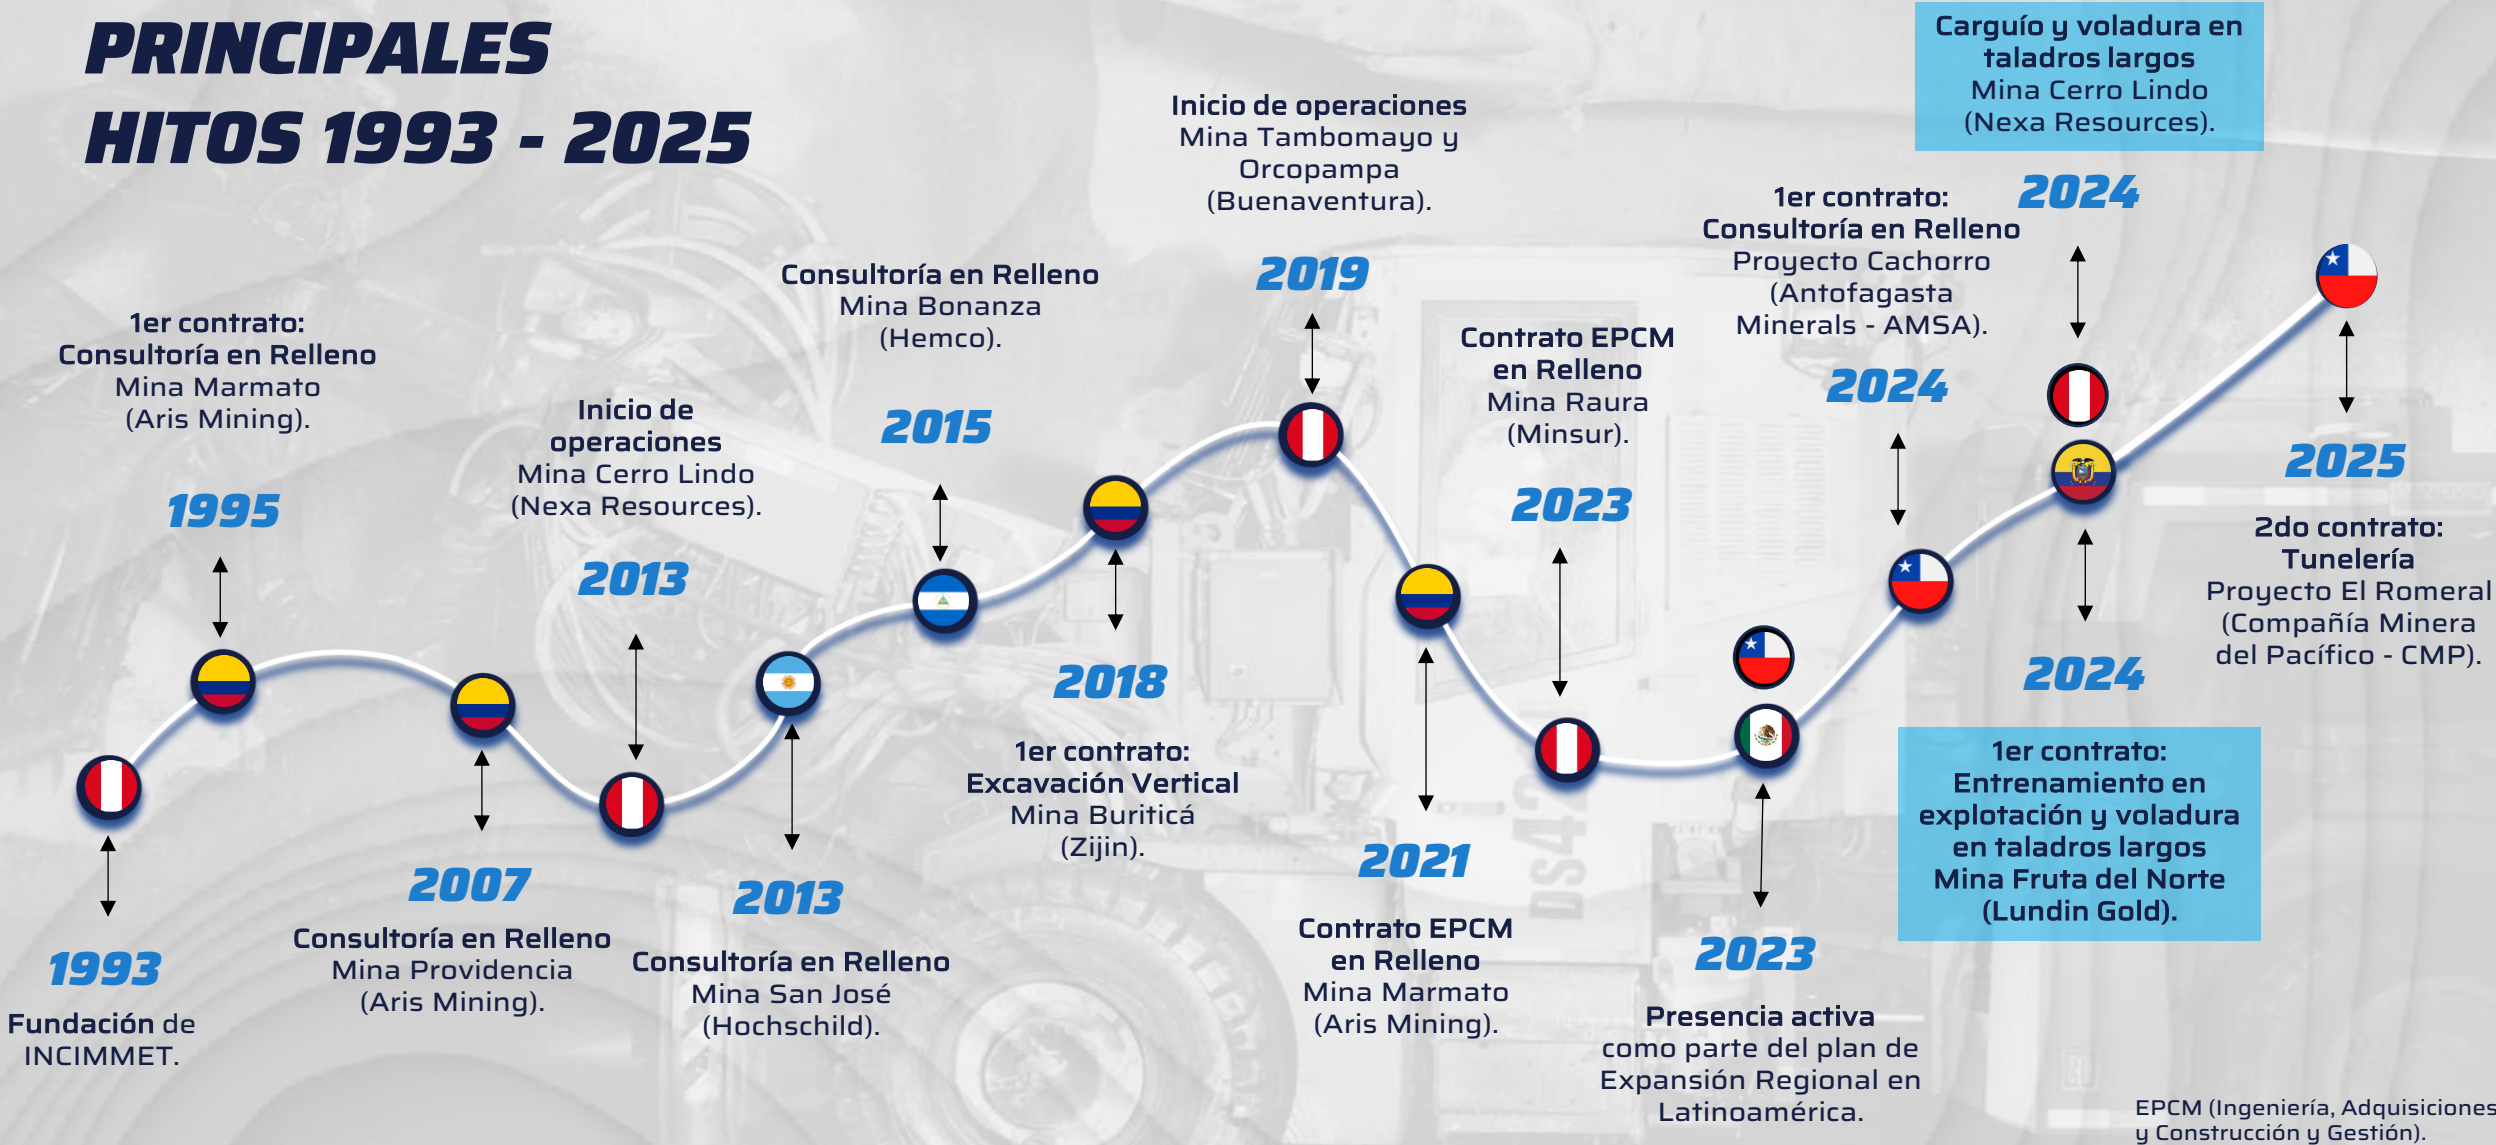 PRINCIPALES
HITOS 1993 - 2025
1993
Fundación de
INCIMMET.
1er contrato:
Consultoría en Relleno
Mina Marmato
(Aris Mining).
1995
2007
Consultoría en Relleno
Mina Providencia
(Aris Mining).
Inicio de
operaciones
Mina Cerro Lindo
(Nexa Resources).
2013
2013
Consultoría en Relleno
Mina San José
(Hochschild).
Consultoría en Relleno
Mina Bonanza
(Hemco).
2015
2018
1er contrato:
Excavación Vertical
Mina Buriticá
(Zijin).
Inicio de operaciones
Mina Tambomayo y
Orcopampa
(Buenaventura).
2019
2021
Contrato EPCM
en Relleno
Mina Marmato
(Aris Mining).
Contrato EPCM
en Relleno
Mina Raura
(Minsur).
2023
2023
Presencia activa
como parte del plan de
Expansión Regional en
Latinoamérica.
1er contrato:
Consultoría en Relleno
Proyecto Cachorro
(Antofagasta
Minerals - AMSA).
2024
Carguío y voladura en
taladros largos
Mina Cerro Lindo
(Nexa Resources).
2024
2024
1er contrato:
Entrenamiento en
explotación y voladura
en taladros largos
Mina Fruta del Norte
(Lundin Gold).
2025
2do contrato:
Tunelería
Proyecto El Romeral
(Compañía Minera
del Pacífico - CMP).
DS421
EPCM (Ingeniería, Adquisiciones
y Construcción y Gestión).